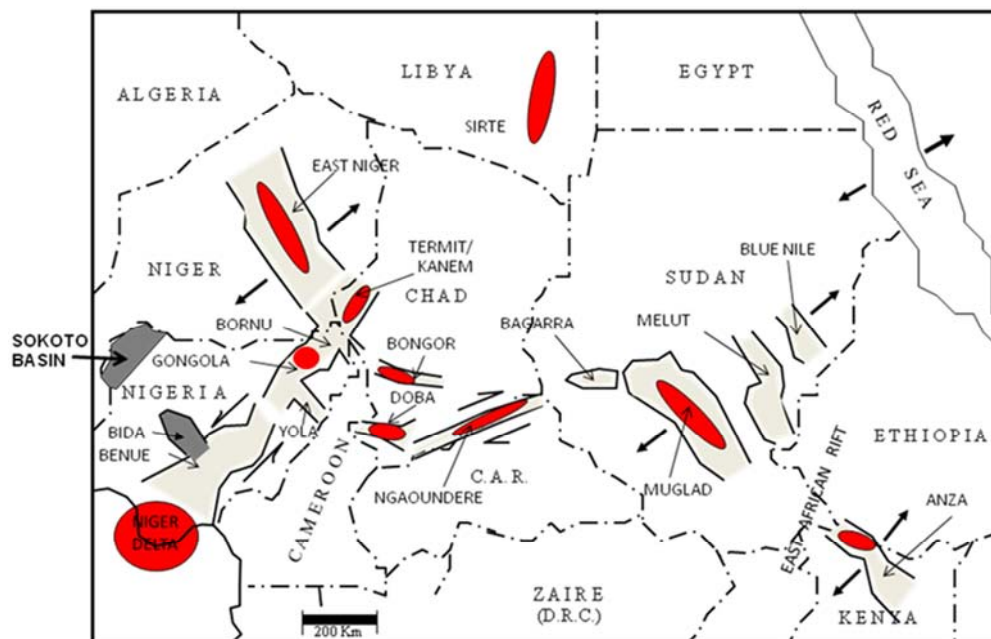 LIBYA
EGYPT
ALGERIA
SIRTE
RED SEA
EAST NIGER
TERMIT/
KANEM
NIGER
CHAD
SUDAN
BLUE NILE
BORNU
BAGARRA
MELUT
SOKOTO
BASIN
GONGOLA
BONGOR
NIGERIA
DOBA
BIDA
YOLA
BENUE
ETHIOPIA
CAMEROON
C.A.R.
NGAOUNDERE
MUGLAD
EAST AFRICAN RIFT
ANZA
NIGER
DELTA
ZAIRE
(D.R.C.)
KENYA
200 Km